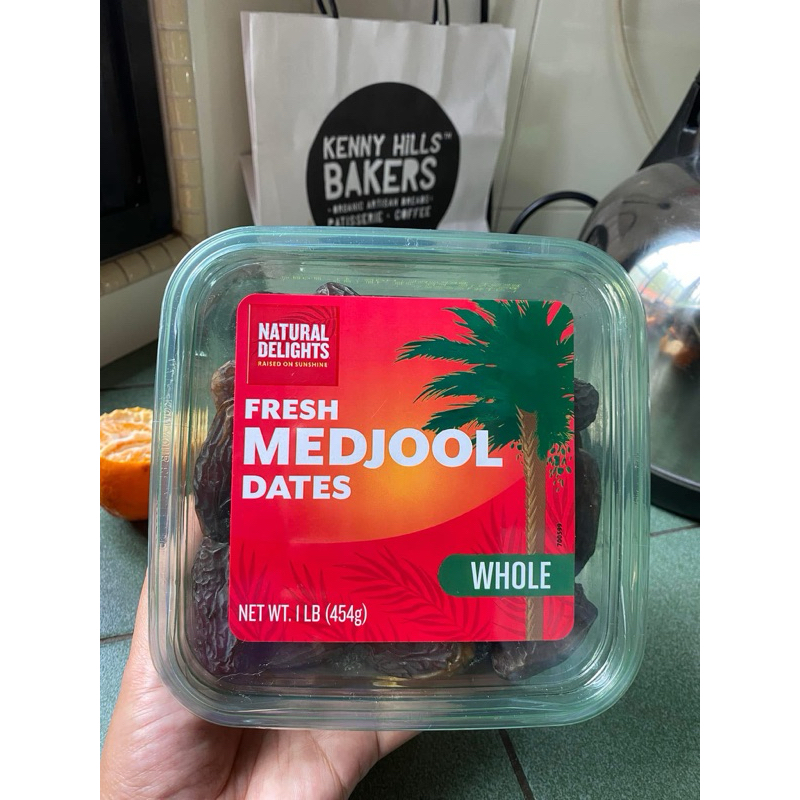 KENNY HILLS™
BAKERS
·ORGANIC ARTISAN BREADS·
PATISSERIE · COFFEE
NATURAL
DELIGHTS
RAISED ON SUNSHINE
FRESH
MEDJOOL
DATES
WHOLE
NET WT. 1 LB (454g)